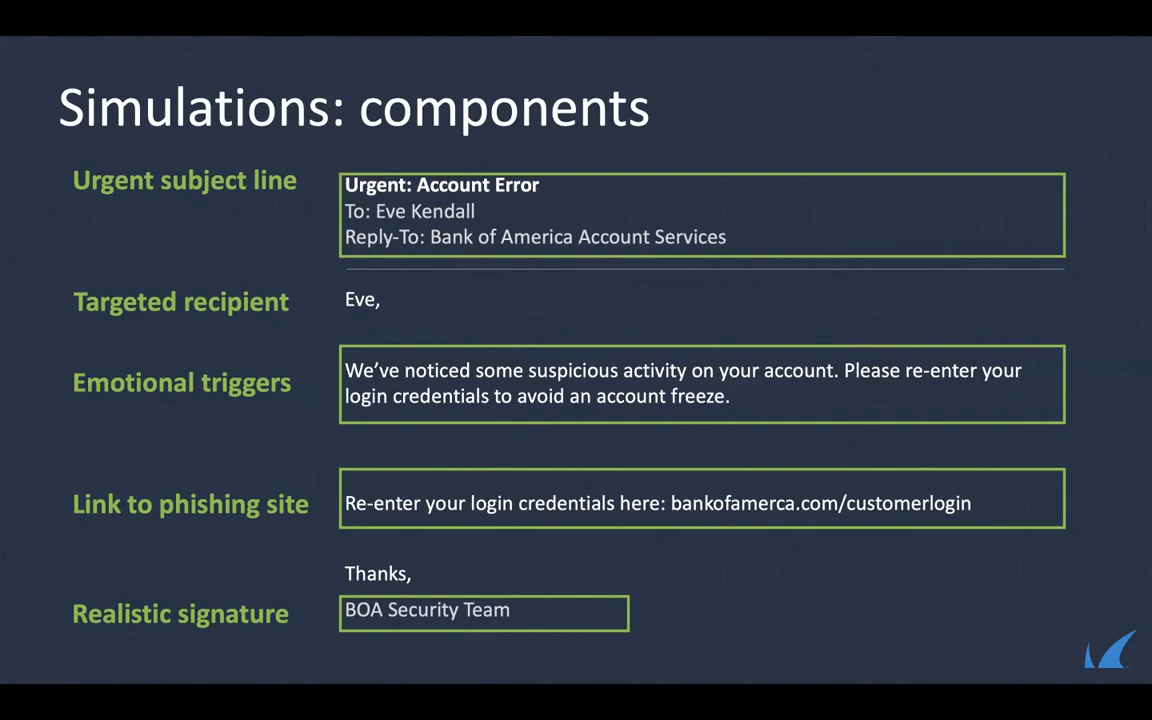 Simulations: components
Urgent subject line
Urgent: Account Error
To: Eve Kendall
Reply-To: Bank of America Account Services
Targeted recipient
Eve,
Emotional triggers
We’ve noticed some suspicious activity on your account. Please re-enter your
login credentials to avoid an account freeze.
Link to phishing site
Re-enter your login credentials here: bankofamerca.com/customerlogin
Thanks,
Realistic signature
BOA Security Team